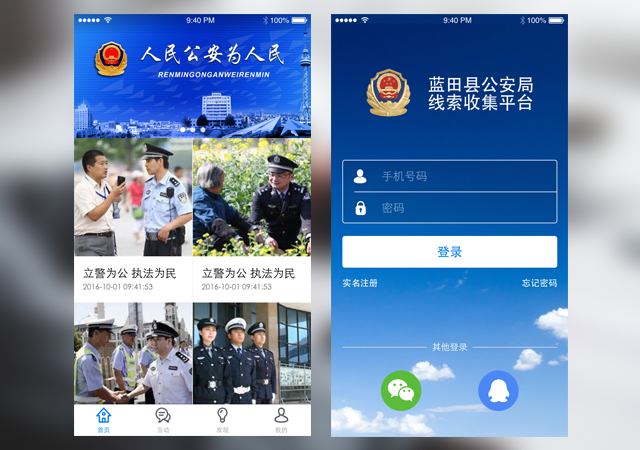 9:40 PM
100%
人民公安为人民
RENMINGONGANWEIRENMIN
立警为公 执法为民
2016-10-01 09:41:53
立警为公 执法为民
2016-10-01 09:41:53
首页
互动
发现
我的
9:40 PM
100%
蓝田县公安局
线索收集平台
手机号码
密码
登录
实名注册
忘记密码
其他登录